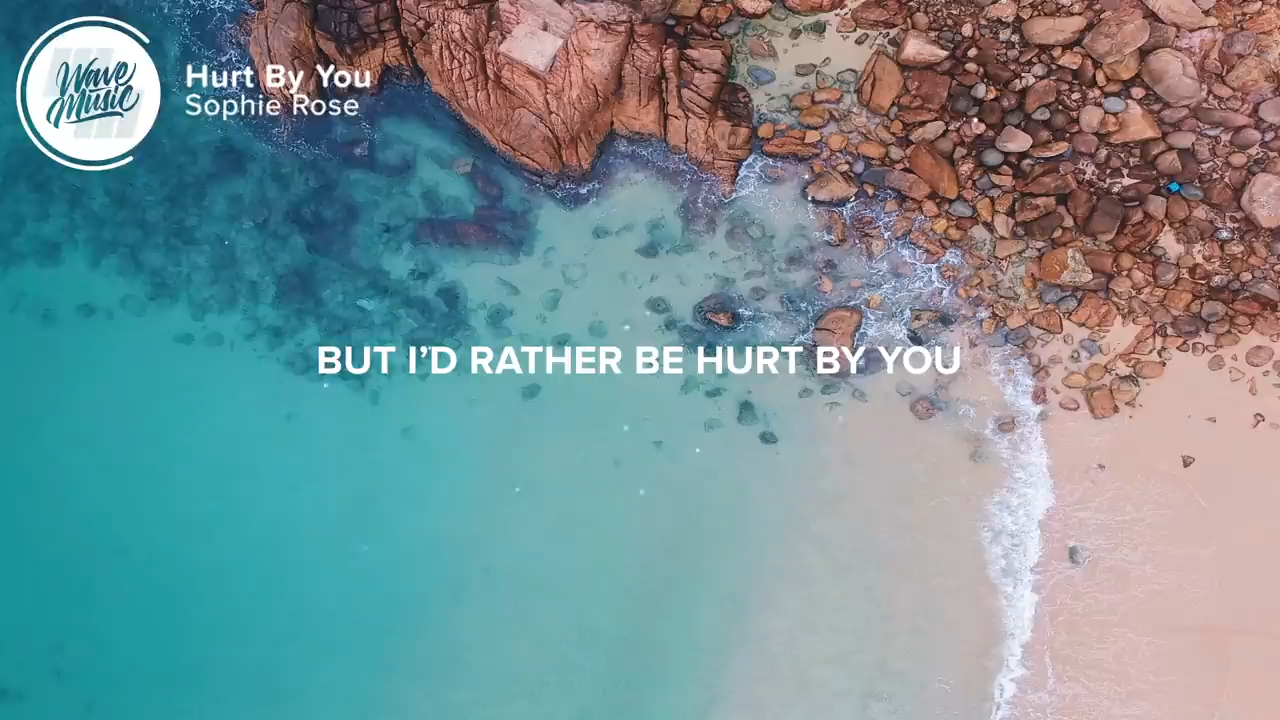 Wave
Music
Hurt By You
Sophie Rose
BUT I’D RATHER BE HURT BY YOU